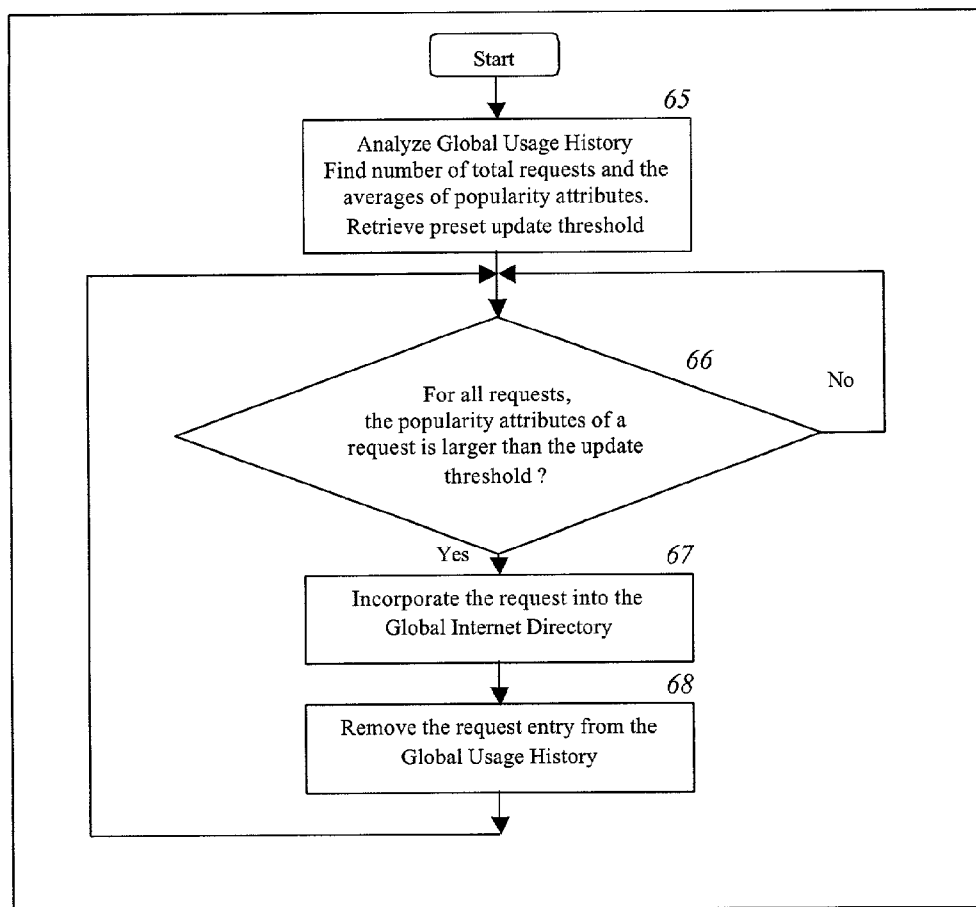 Start
65
Analyze Global Usage History
Find number of total requests and the
averages of popularity attributes.
Retrieve preset update threshold
66
No
For all requests,
the popularity attributes of a
request is larger than the update
threshold ?
Yes
67
Incorporate the request into the
Global Internet Directory
68
Remove the request entry from the
Global Usage History